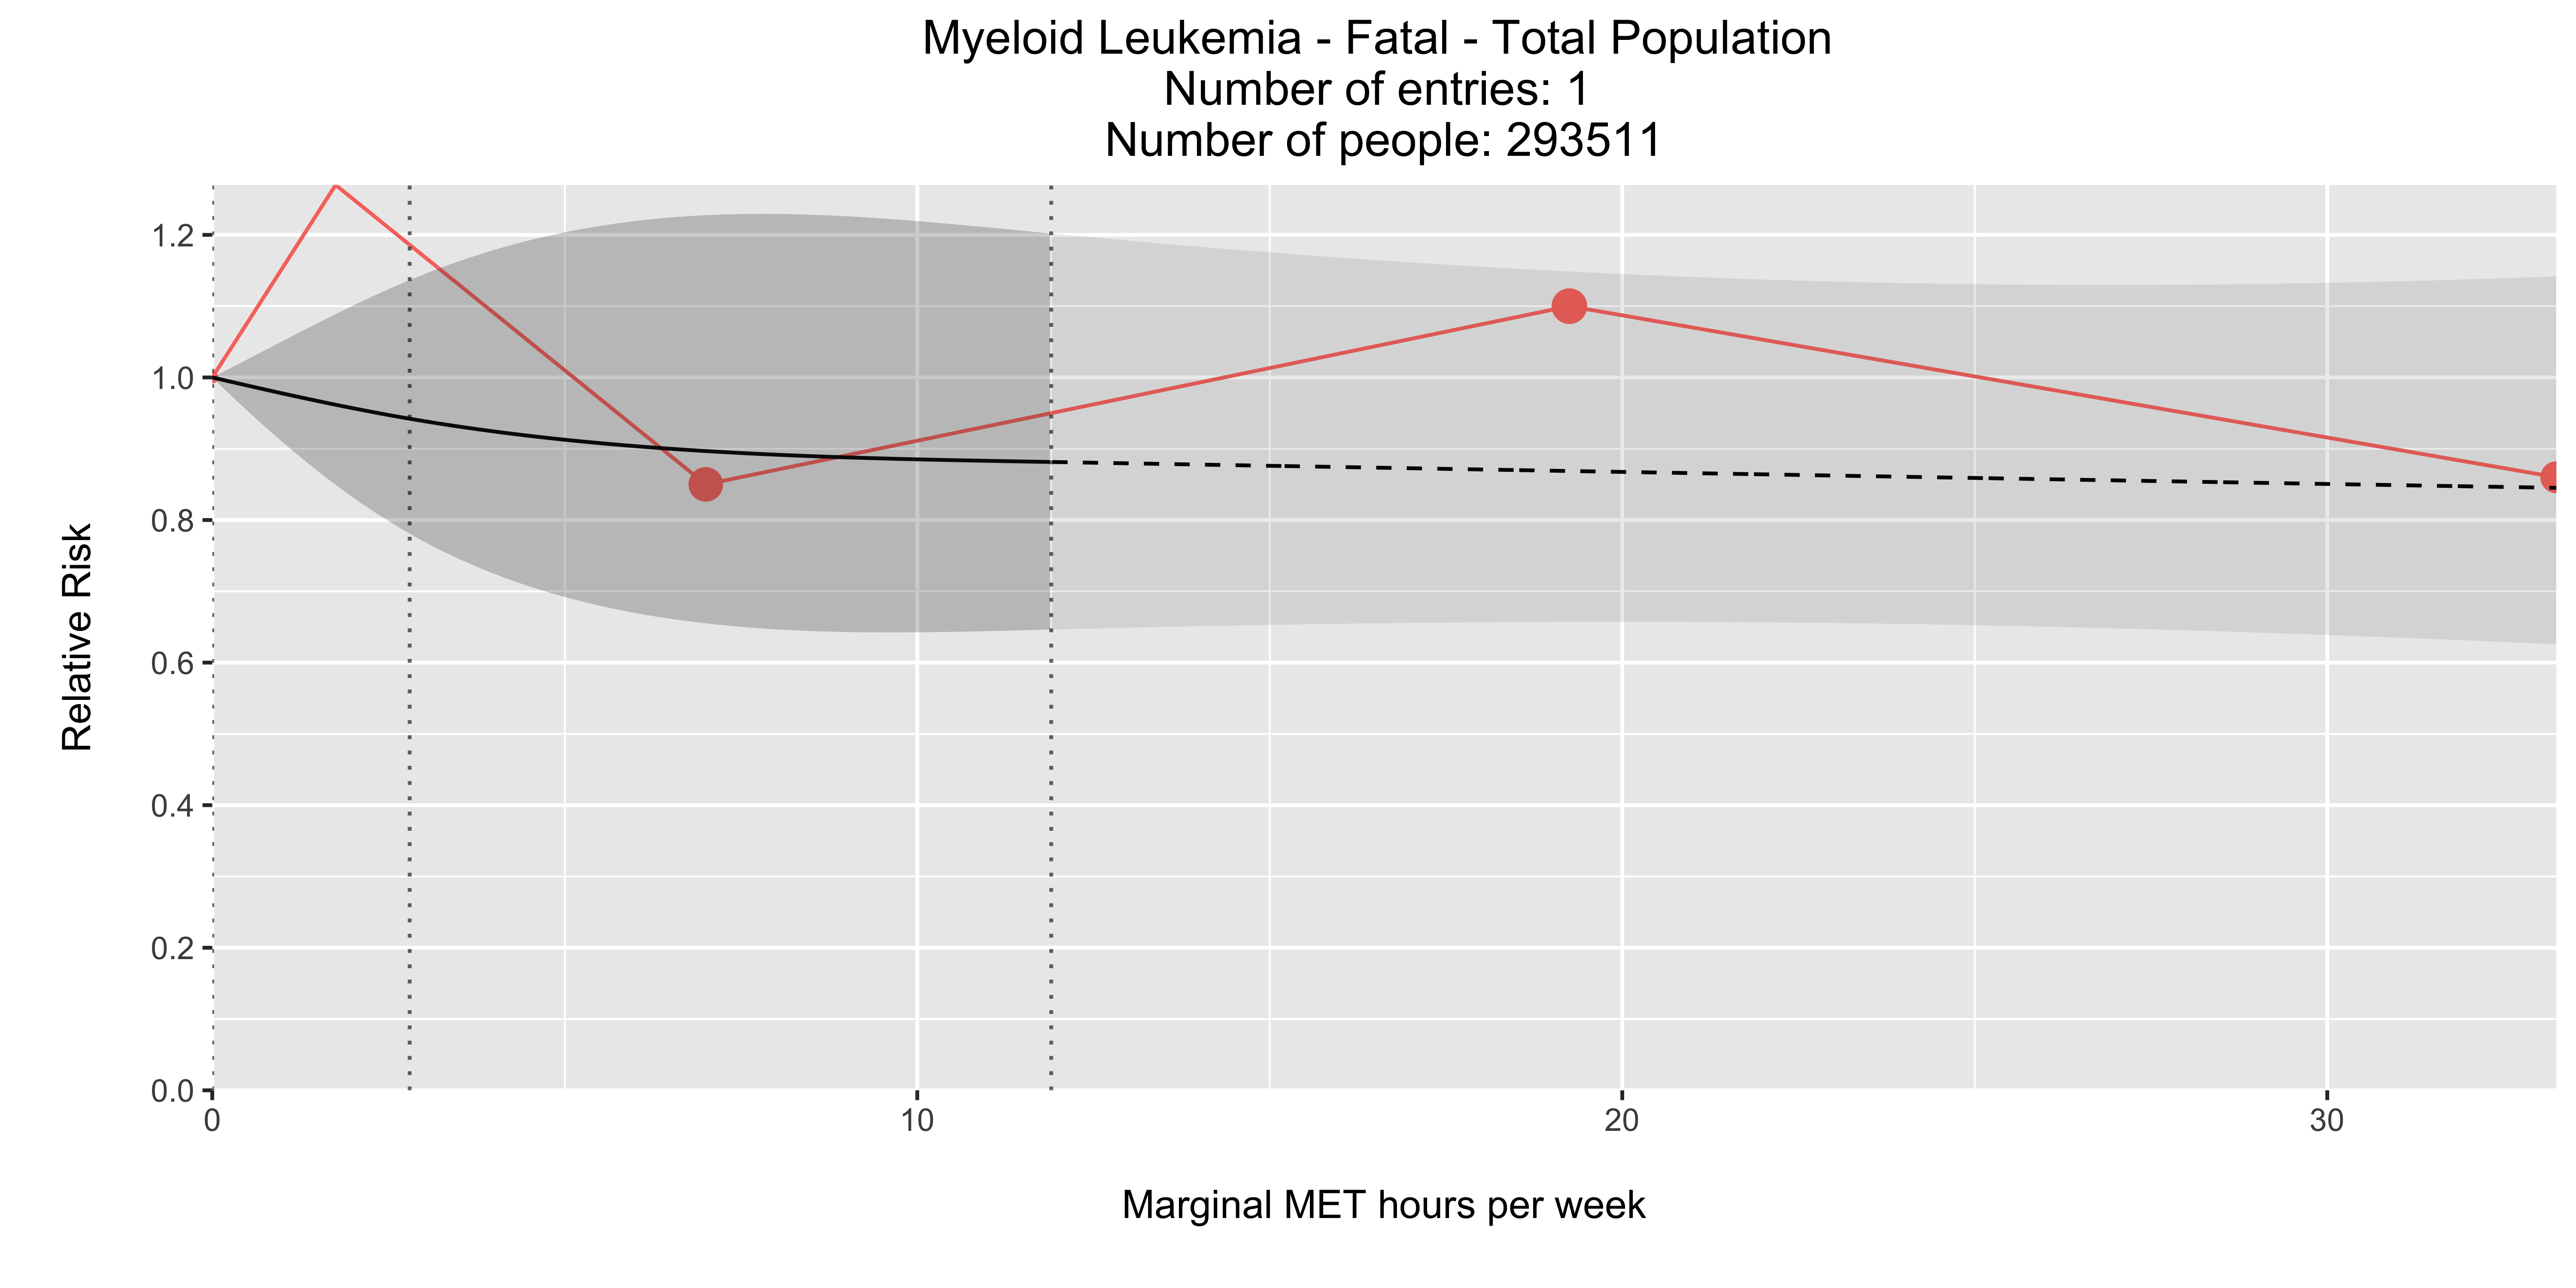 Myeloid Leukemia - Fatal - Total Population
Number of entries: 1
Number of people: 293511
1.2
1.0
0.8
0.6
0.4
0.2
0.0
Relative Risk
0 10 20 30
Marginal MET hours per week